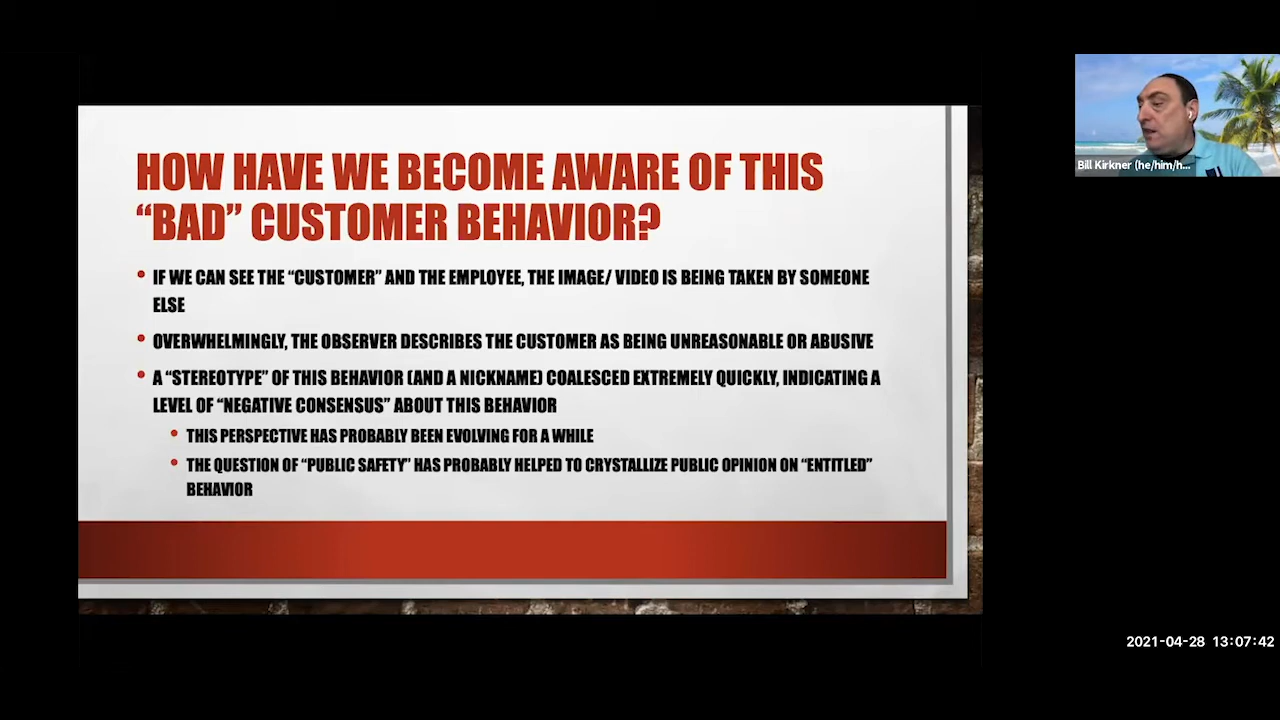 HOW HAVE WE BECOME AWARE OF THIS
“BAD” CUSTOMER BEHAVIOR?
• IF WE CAN SEE THE “CUSTOMER” AND THE EMPLOYEE, THE IMAGE/ VIDEO IS BEING TAKEN BY SOMEONE
ELSE
• OVERWHELMINGLY, THE OBSERVER DESCRIBES THE CUSTOMER AS BEING UNREASONABLE OR ABUSIVE
• A “STEREOTYPE” OF THIS BEHAVIOR (AND A NICKNAME) COALESCED EXTREMELY QUICKLY, INDICATING A
LEVEL OF “NEGATIVE CONSENSUS” ABOUT THIS BEHAVIOR
• THIS PERSPECTIVE HAS PROBABLY BEEN EVOLVING FOR A WHILE
• THE QUESTION OF “PUBLIC SAFETY” HAS PROBABLY HELPED TO CRYSTALLIZE PUBLIC OPINION ON “ENTITLED”
BEHAVIOR
Bill Kirkner (he/him/h...
2021-04-28 13:07:42